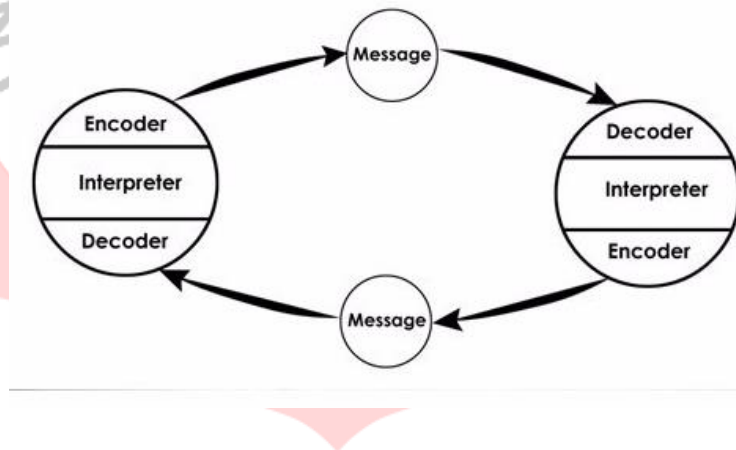 Message
Encoder
Interpreter
Decoder
Decoder
Interpreter
Encoder
Message